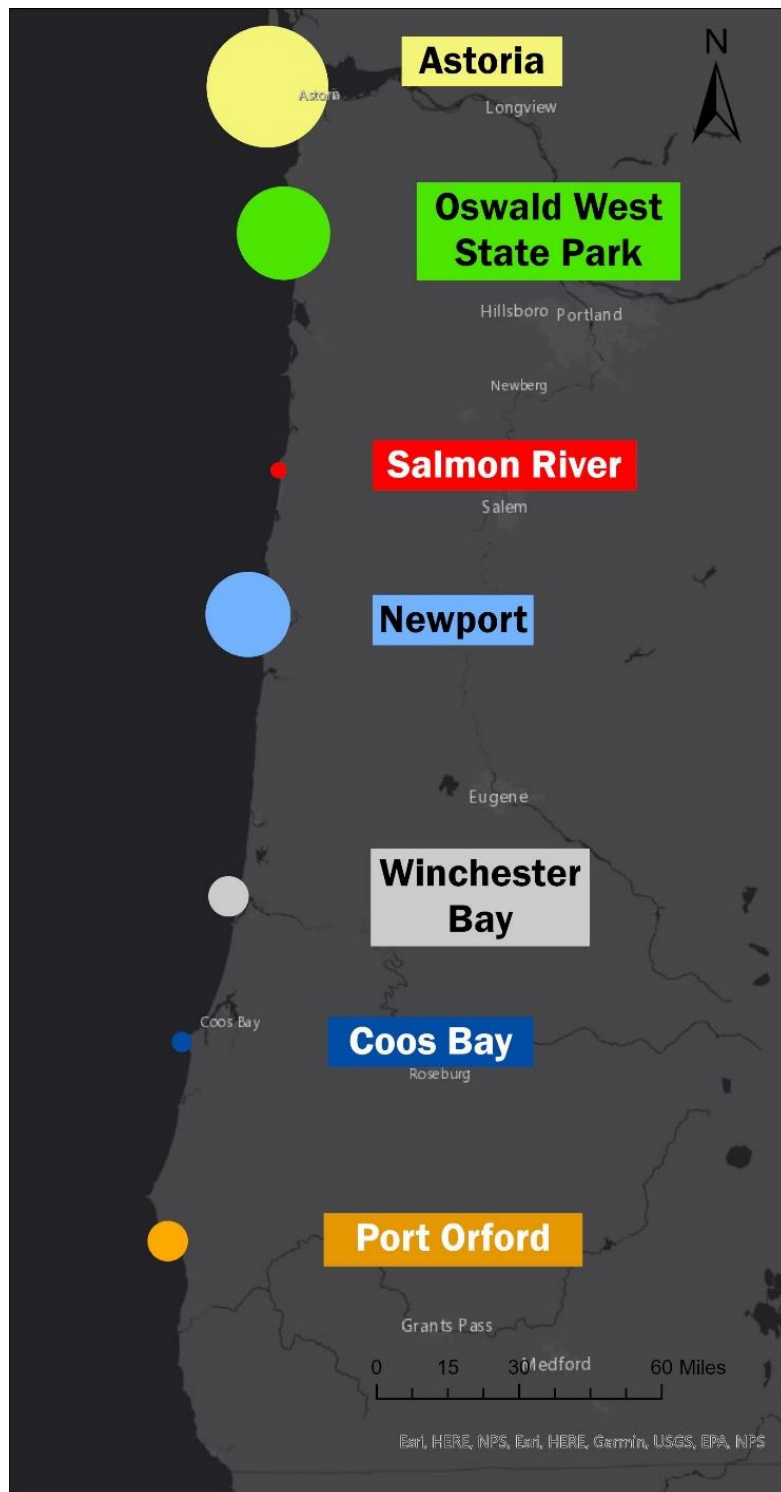 Astoria
N
Astoria
Longview
Oswald West
State Park
Hillsboro
Portland
Newberg
Salmon River
Salem
Newport
Eugene
Winchester
Bay
Coos Bay
Coos Bay
Roseburg
Port Orford
Grants Pass
Medford
0 15 30 60 Miles
Esri, HERE, NPS, Esri, HERE, Garmin, USGS, EPA, NPS